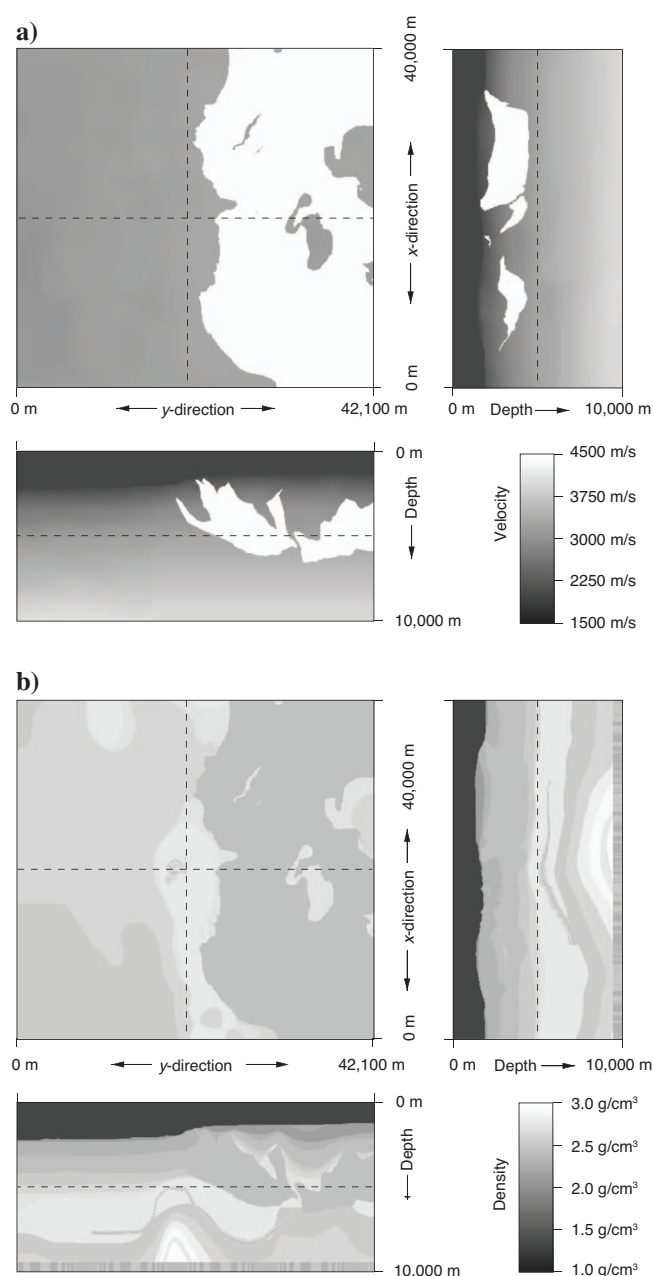 a)
40,000 m
x-direction
0 m
0 m
y-direction
42,100 m
0 m
Depth
10,000 m
0 m
Depth
10,000 m
Velocity
4500 m/s
3750 m/s
3000 m/s
2250 m/s
1500 m/s
b)
40,000 m
x-direction
0 m
0 m
y-direction
42,100 m
0 m
Depth
10,000 m
0 m
Depth
10,000 m
Density
3.0 g/cm³
2.5 g/cm³
2.0 g/cm³
1.5 g/cm³
1.0 g/cm³